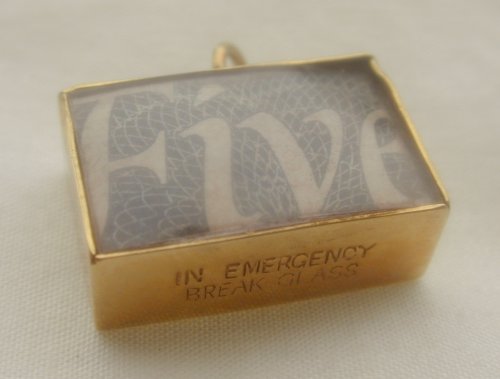 Five
IN EMERGENCY
BREAK GLASS